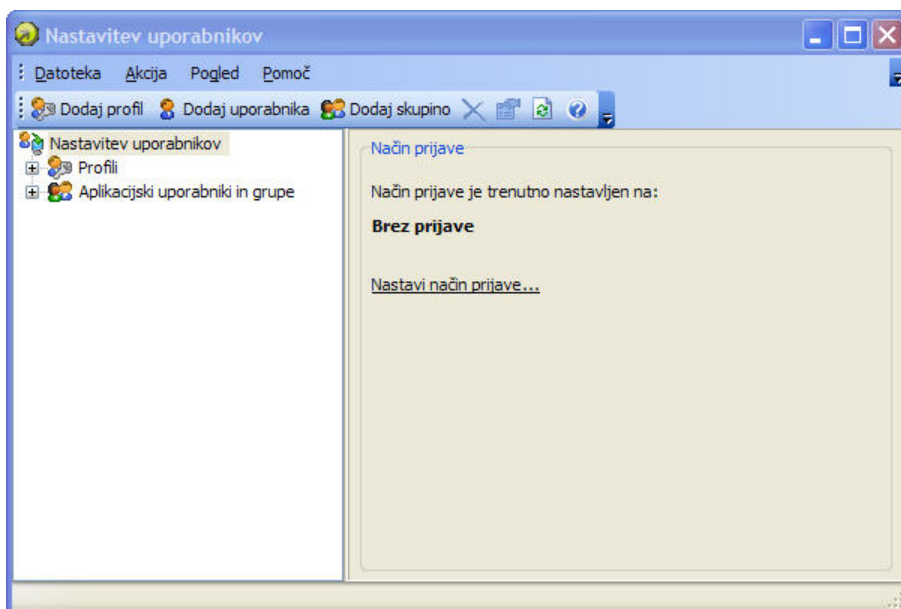 Nastavitev uporabnikov
Datoteka Akcija Pogled Pomoč
Dodaj profil Dodaj uporabnika Dodaj skupino
Nastavitev uporabnikov
Profili
Aplikacijski uporabniki in grupe
Način prijave
Način prijave je trenutno nastavljen na:
Brez prijave
Nastavi način prijave...